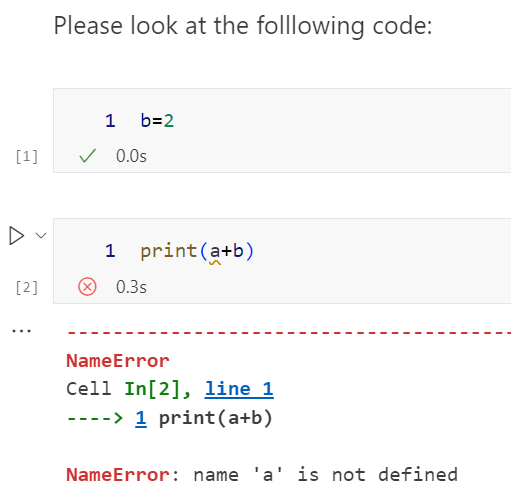 Please look at the folllowing code:
1 b=2
[1] 0.0s
1 print(a+b)
[2] 0.3s
...
--------------------------------------
NameError
Cell In[2], line 1
----> 1 print(a+b)
NameError: name 'a' is not defined